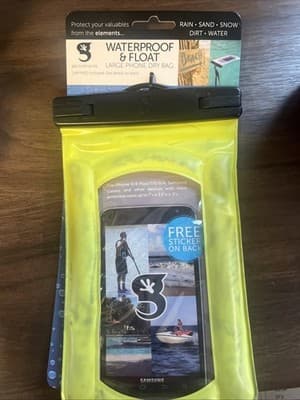 Protect your valuables
from the elements...
RAIN • SAND • SNOW
DIRT • WATER
WATERPROOF
& FLOAT
LARGE PHONE DRY BAG
FREE
STICKER
ON BACK
SAMSUNG